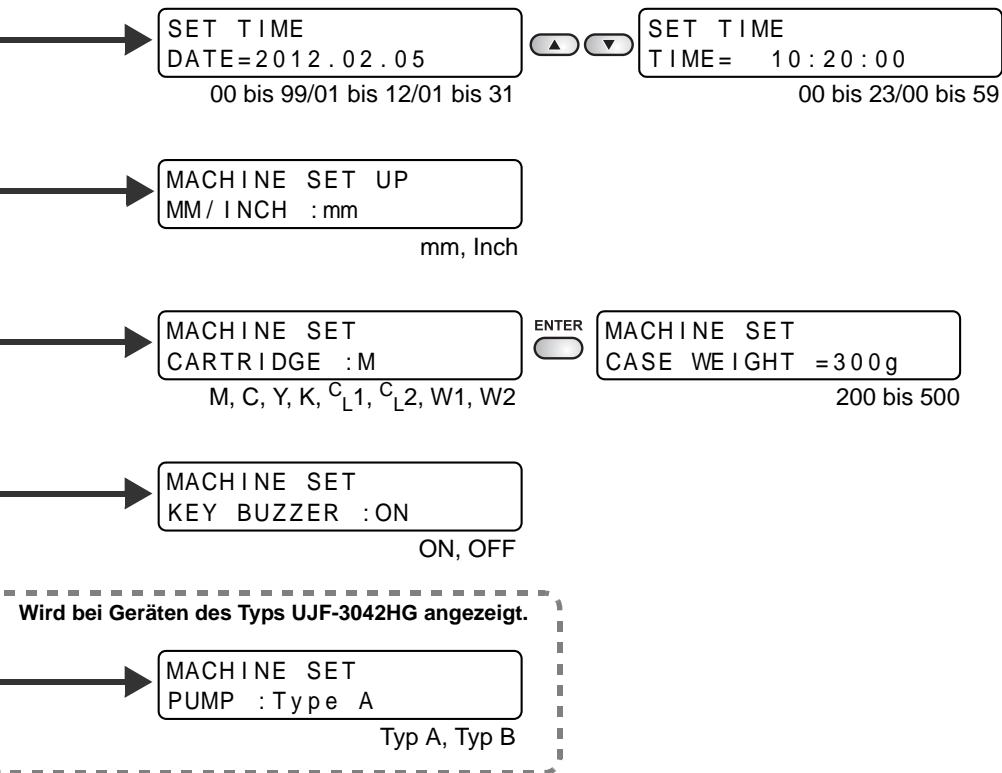 SET TIME
DATE=2012.02.05
00 bis 99/01 bis 12/01 bis 31
SET TIME
TIME= 10:20:00
00 bis 23/00 bis 59
MACHINE SET UP
MM/INCH :mm
mm, Inch
MACHINE SET
CARTRIDGE :M
M, C, Y, K, CL1, CL2, W1, W2
ENTER
MACHINE SET
CASE WEIGHT =300g
200 bis 500
MACHINE SET
KEY BUZZER :ON
ON, OFF
Wird bei Geräten des Typs UJF-3042HG angezeigt.
MACHINE SET
PUMP :Type A
Typ A, Typ B